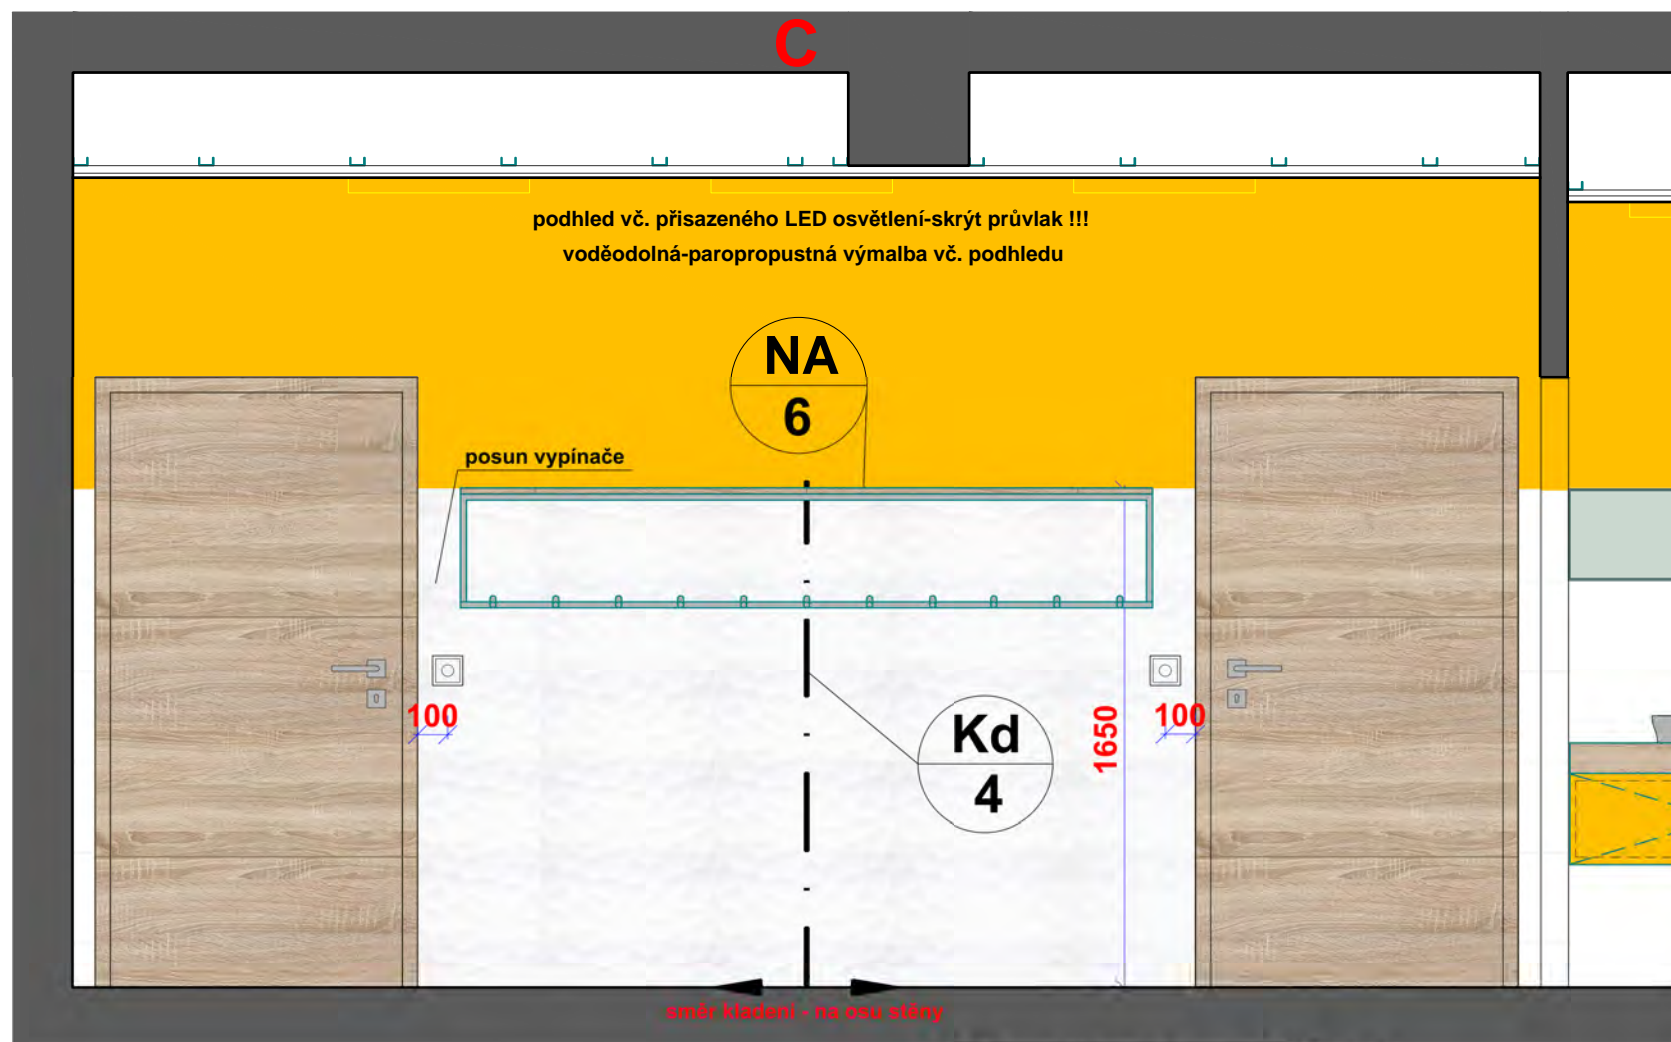 C
podhled vč. přisazeného LED osvětlení-skrýt průvlak !!!
voděodolná-paropropustná výmalba vč. podhledu
NA
6
posun vypínače
100
Kd
4
1650
100
směr kladení - na osu stěny